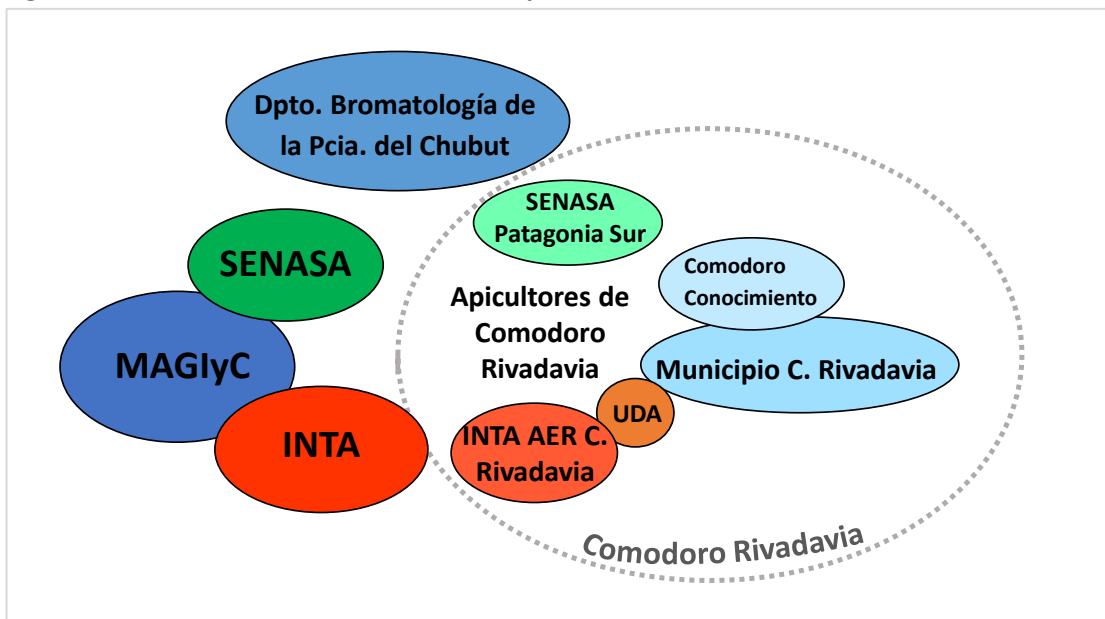 Dpto. Bromatología de
la Pcia. del Chubut
SENASA
Patagonia Sur
SENASA
Comodoro
Conocimiento
Apicultores de
Comodoro
Rivadavia
MAGIyC
Municipio C. Rivadavia
UDA
INTA
INTA AER C.
Rivadavia
Comodoro Rivadavia